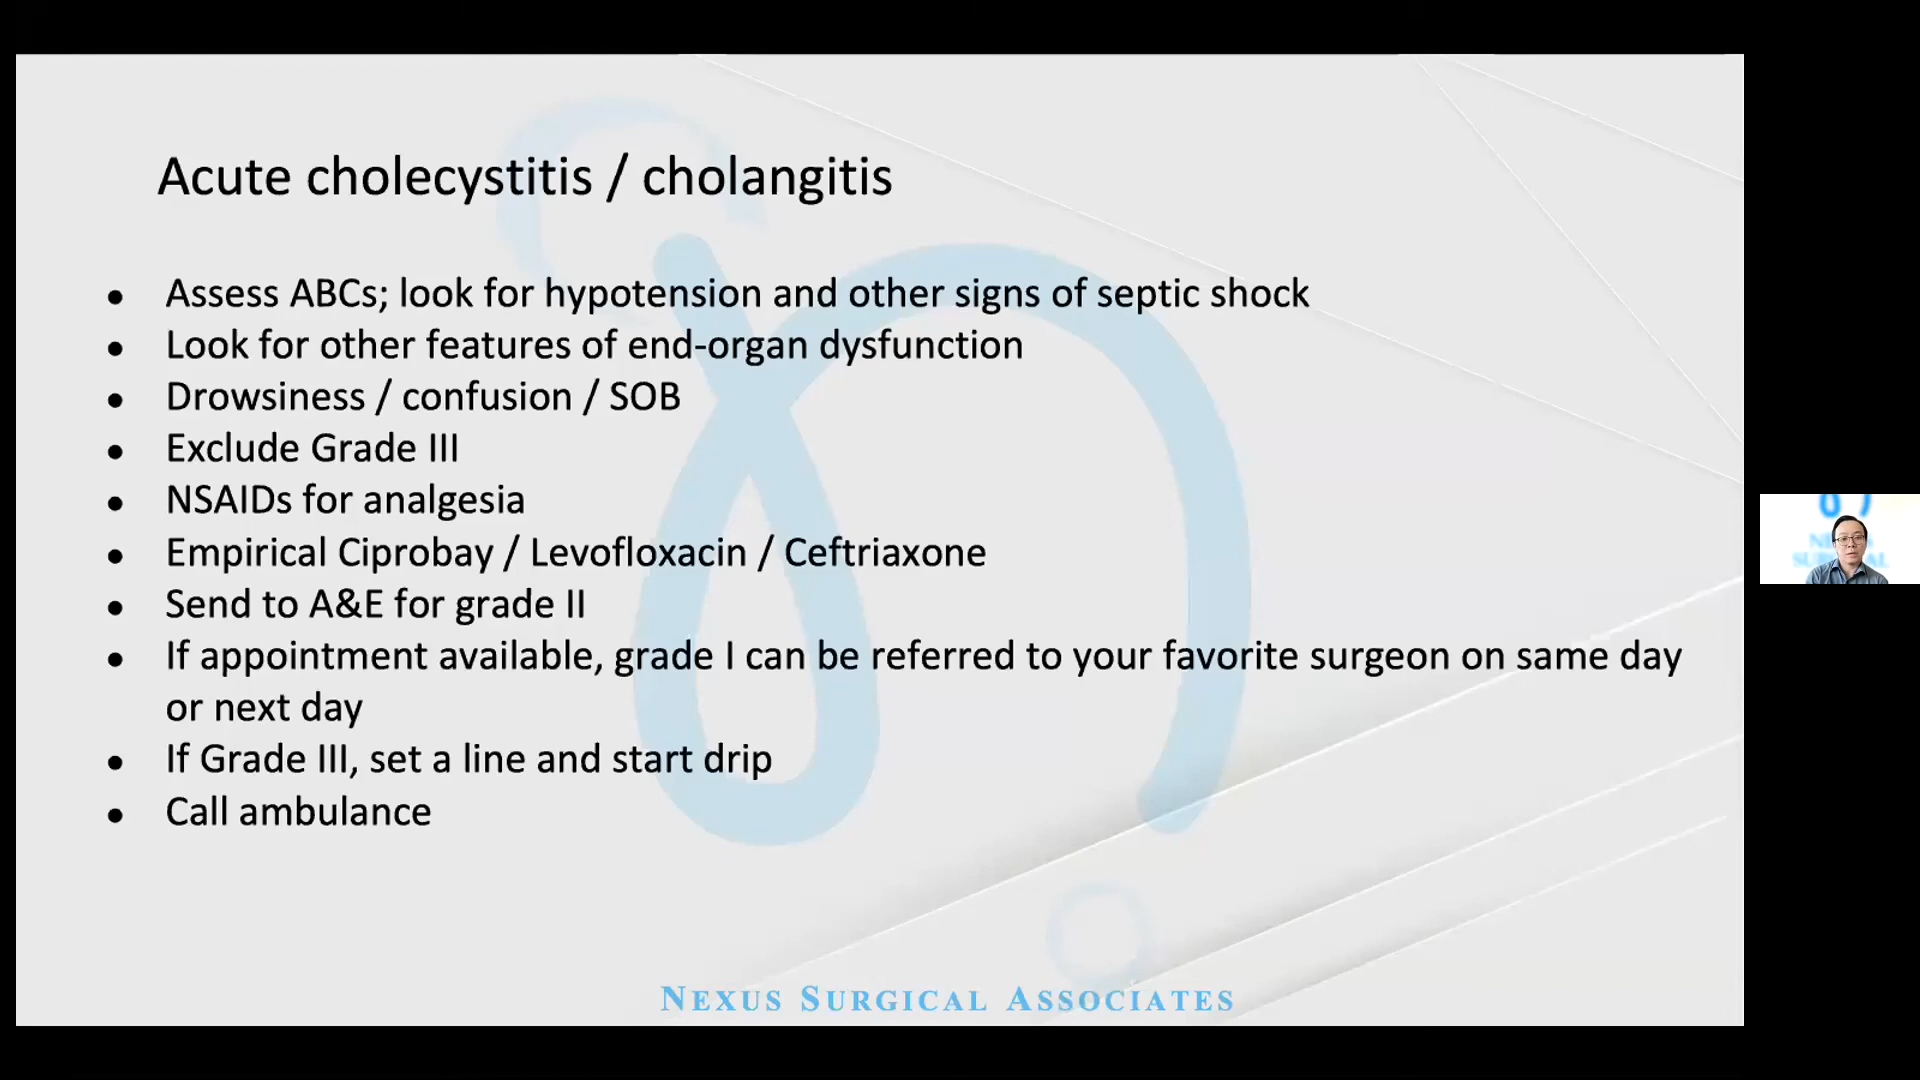 Acute cholecystitis / cholangitis
● Assess ABCs; look for hypotension and other signs of septic shock
● Look for other features of end-organ dysfunction
● Drowsiness / confusion / SOB
● Exclude Grade III
● NSAIDs for analgesia
● Empirical Ciprobay / Levofloxacin / Ceftriaxone
● Send to A&E for grade II
● If appointment available, grade I can be referred to your favorite surgeon on same day
or next day
● If Grade III, set a line and start drip
● Call ambulance
NEXUS SURGICAL ASSOCIATES